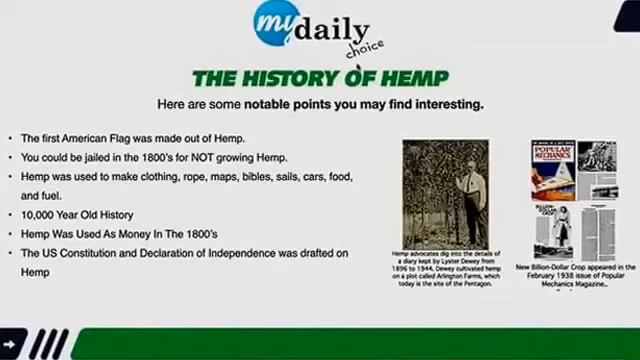 my daily
choice
THE HISTORY OF HEMP
Here are some notable points you may find interesting.
• The first American Flag was made out of Hemp.
• You could be jailed in the 1800's for NOT growing Hemp.
• Hemp was used to make clothing, rope, maps, bibles, sails, cars, food,
and fuel.
• 10,000 Year Old History
• Hemp Was Used As Money In The 1800's
• The US Constitution and Declaration of Independence was drafted on
Hemp
Hemp advocates dig into the details of
a diary kept by Lyster Dewey from
1896 to 1944. Dewey cultivated hemp
on a plot called Arlington Farms, which
today is the site of the Pentagon.
POPULAR
MECHANICS
BILLION-
DOLLAR CROP
New Billion-Dollar Crop appeared in the
February 1938 issue of Popular
Mechanics Magazine..